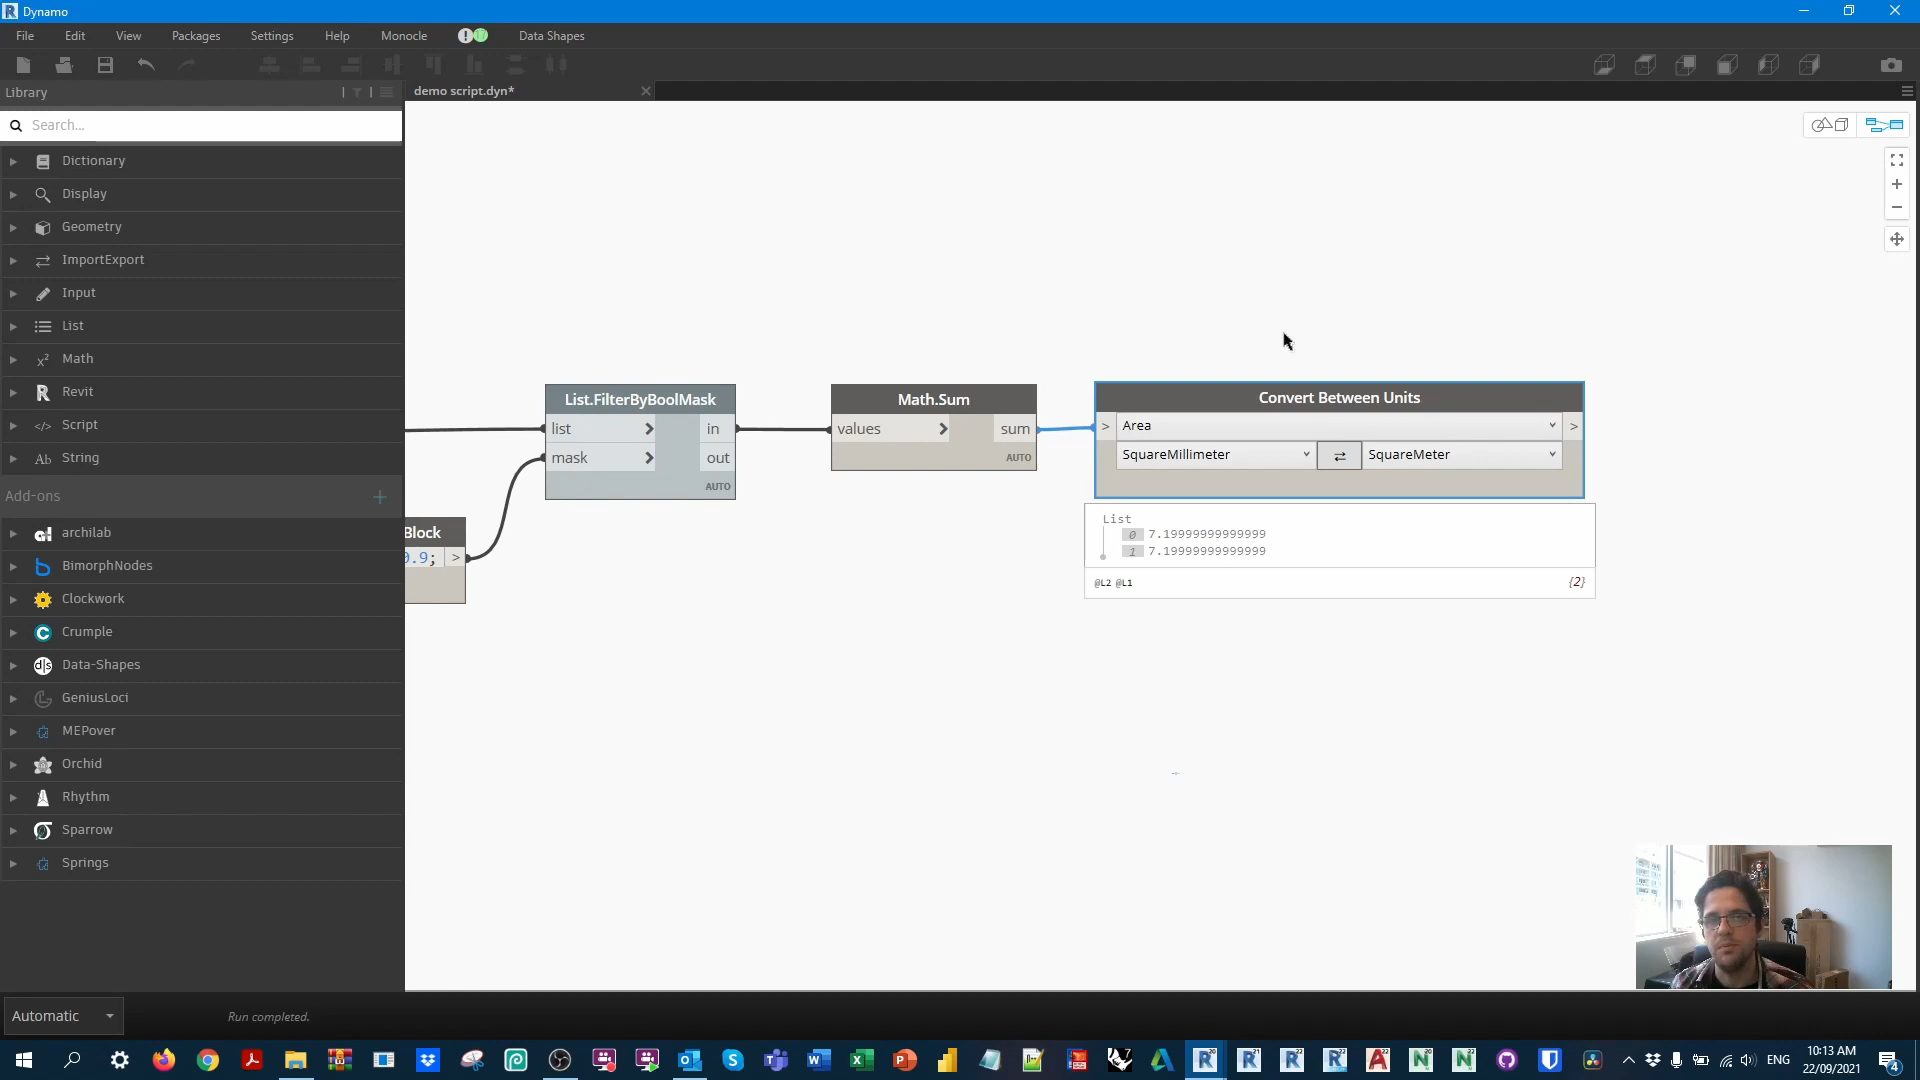 Dynamo
File Edit View Packages Settings Help Monocle Data Shapes
Library
demo script.dyn*
Search...
Dictionary
Display
Geometry
ImportExport
Input
List
Math
Revit
Script
String
Add-ons
archilab
BimorphNodes
Clockwork
Crumple
Data-Shapes
GeniusLoci
MEPover
Orchid
Rhythm
Sparrow
Springs
Block
0.9; >
List.FilterByBoolMask
list > in
mask > out
AUTO
Math.Sum
values > sum
AUTO
Convert Between Units
> Area >
SquareMillimeter ⇄ SquareMeter
List
0 7.19999999999999
1 7.19999999999999
@L2 @L1 {2}
Automatic
Run completed.
ENG
10:13 AM
22/09/2021
4